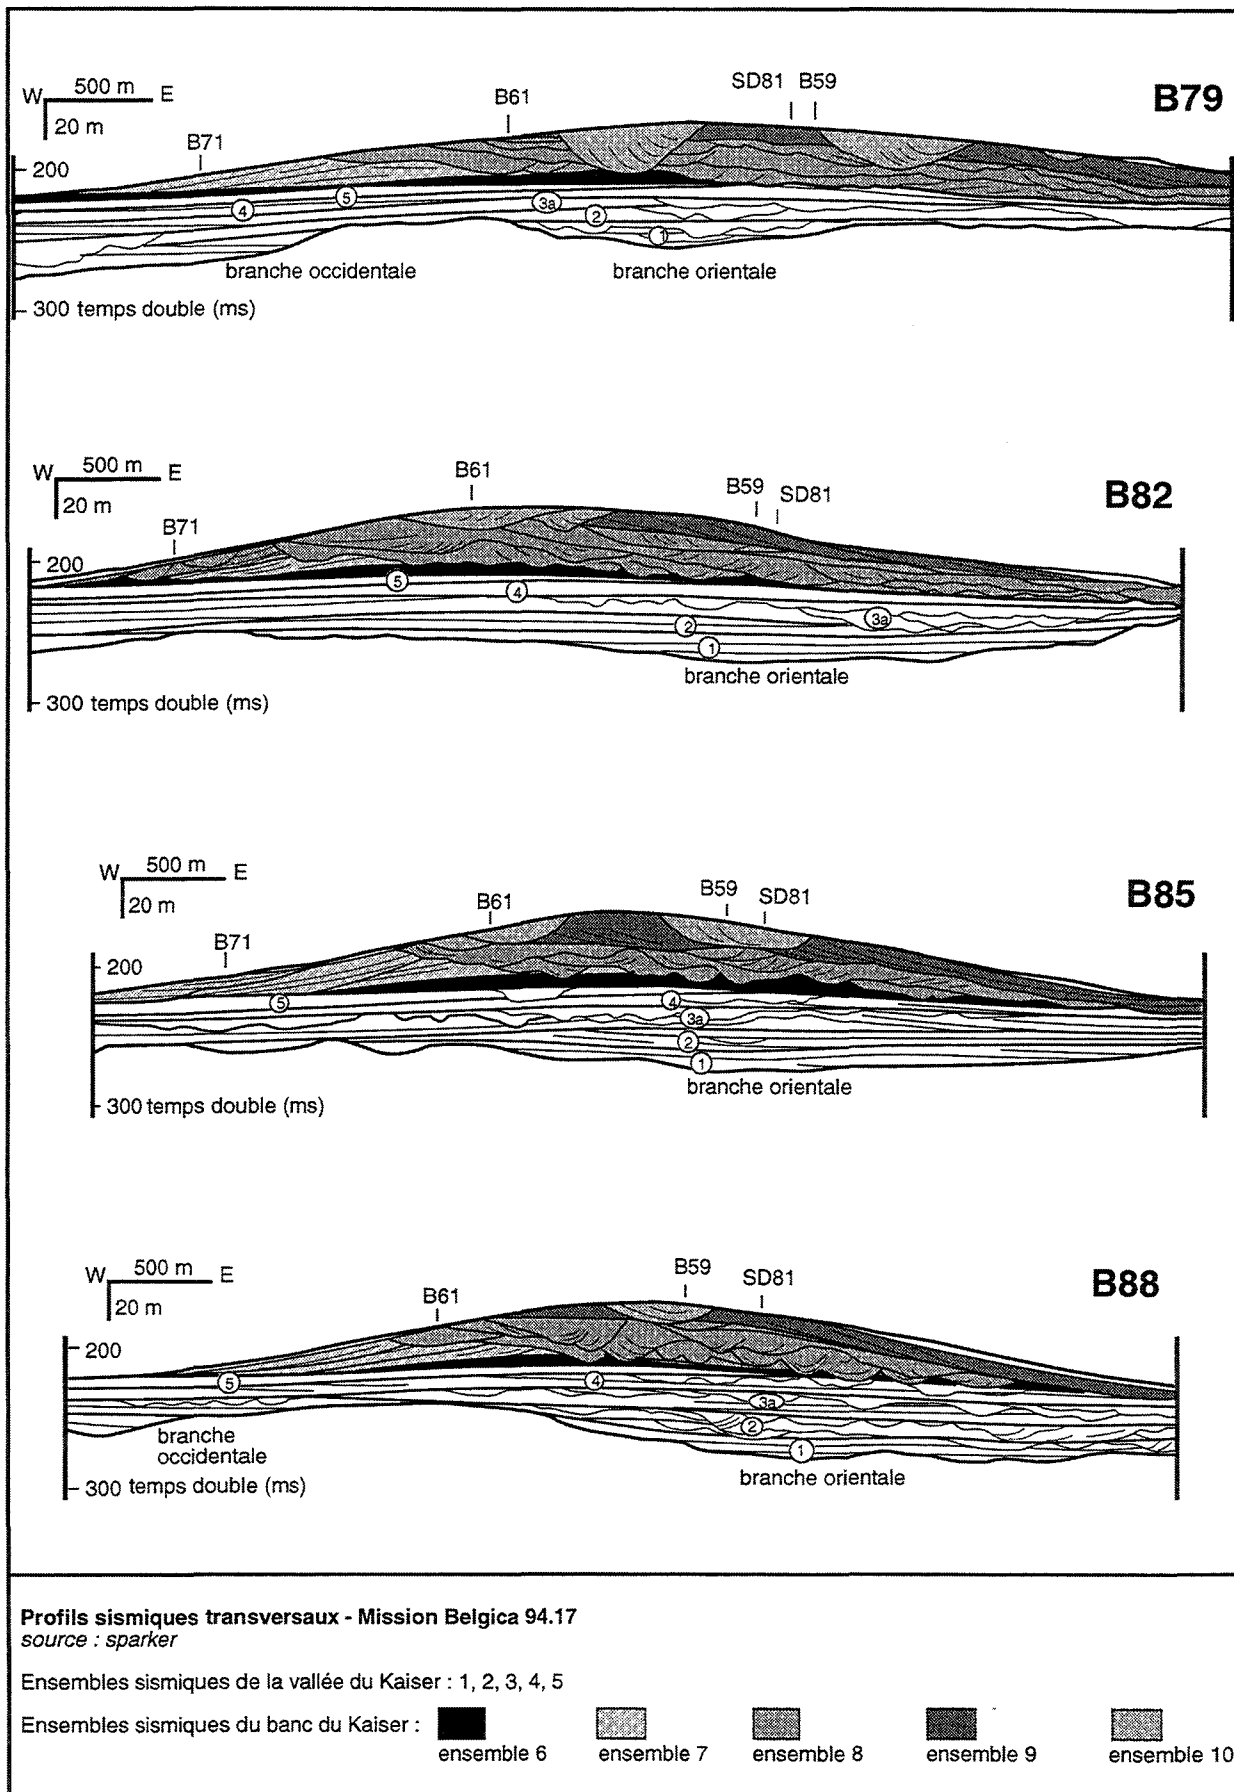 B79
W 500 m E
20 m
B71
B61
SD81 B59
200
5
4
3a
2
1
branche occidentale
branche orientale
300 temps double (ms)
B82
W 500 m E
20 m
B71
B61
B59
SD81
200
5
4
3a
2
1
branche orientale
300 temps double (ms)
B85
W 500 m E
20 m
B71
B61
B59
SD81
200
5
4
3a
2
1
branche orientale
300 temps double (ms)
B88
W 500 m E
20 m
B61
B59
SD81
200
5
4
3a
2
1
branche
occidentale
branche orientale
300 temps double (ms)
Profils sismiques transversaux - Mission Belgica 94.17
source : sparker
Ensembles sismiques de la vallée du Kaiser : 1, 2, 3, 4, 5
Ensembles sismiques du banc du Kaiser :
ensemble 6 ensemble 7 ensemble 8 ensemble 9 ensemble 10